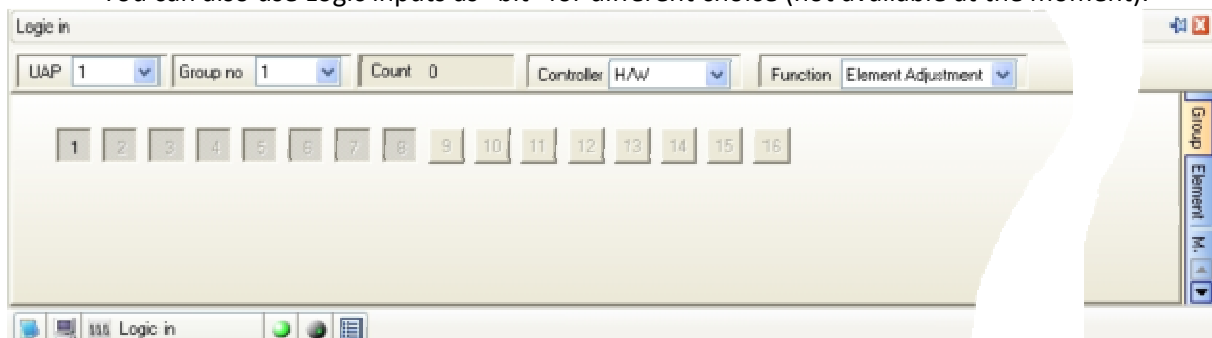 You can also use Logic inputs as "bit" for different choice (not available at the moment).
Logic in
UAP 1 Group no 1 Count 0 Controller H/W Function Element Adjustment
1 2 3 4 5 6 7 8 9 10 11 12 13 14 15 16
Group
Element
M.
Logic in